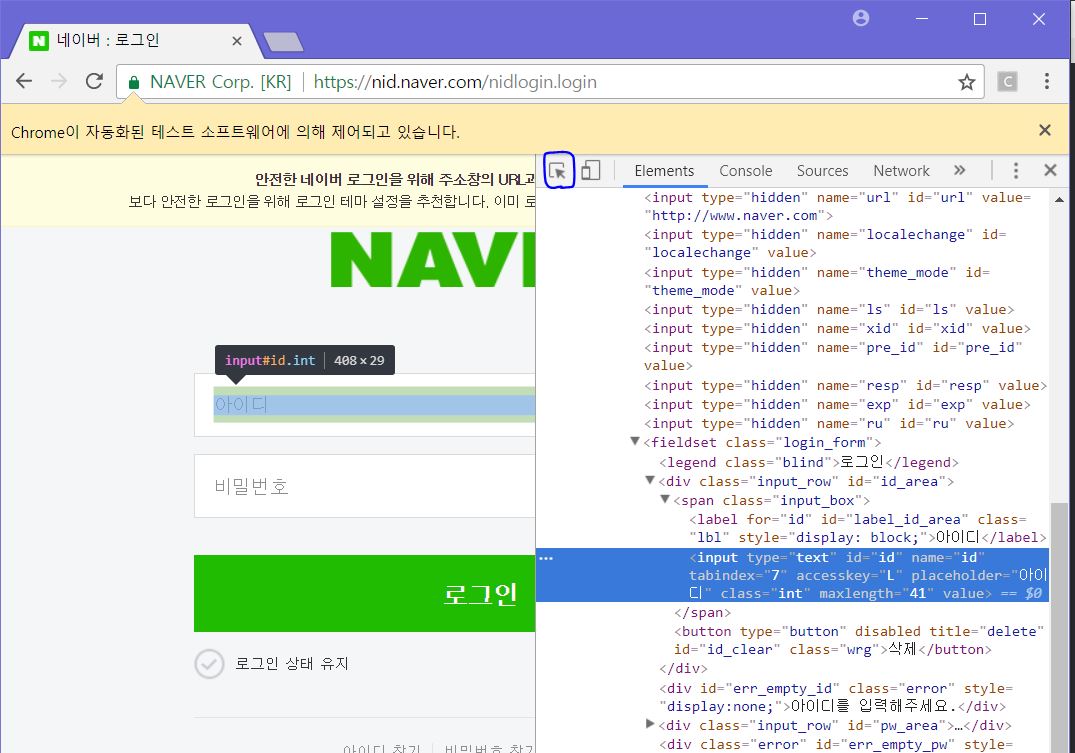 네이버 : 로그인
NAVER Corp. [KR] https://nid.naver.com/nidlogin.login
C
Chrome이 자동화된 테스트 소프트웨어에 의해 제어되고 있습니다.
안전한 네이버 로그인을 위해 주소창의 URL과
보다 안전한 로그인을 위해 로그인 테마 설정을 추천합니다. 이미 로
NAV
input#id.int 408 × 29
아이디
비밀번호
로그인
로그인 상태 유지
아이디 찾기 비밀번호 찾기
Elements Console Sources Network »
<input type="hidden" name="url" id="url" value=
"http://www.naver.com">
<input type="hidden" name="localechange" id=
"localechange" value>
<input type="hidden" name="theme_mode" id=
"theme_mode" value>
<input type="hidden" name="ls" id="ls" value>
<input type="hidden" name="xid" id="xid" value>
<input type="hidden" name="pre_id" id="pre_id"
value>
<input type="hidden" name="resp" id="resp" value>
<input type="hidden" name="exp" id="exp" value>
<input type="hidden" name="ru" id="ru" value>
▼<fieldset class="login_form">
<legend class="blind">로그인</legend>
▼<div class="input_row" id="id_area">
▼<span class="input_box">
<label for="id" id="label_id_area" class=
"lbl" style="display: block;">아이디</label>
… <input type="text" id="id" name="id"
tabindex="7" accesskey="L" placeholder="아이
디" class="int" maxlength="41" value> == $0
</span>
<button type="button" disabled title="delete"
id="id_clear" class="wrg">삭제</button>
</div>
<div id="err_empty_id" class="error" style=
"display:none;">아이디를 입력해주세요.</div>
▶<div class="input_row" id="pw_area">…</div>
<div class="error" id="err_empty_pw" style=